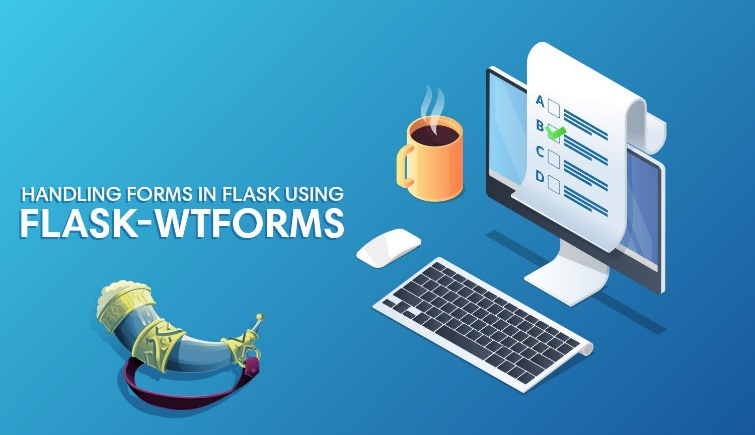 HANDLING FORMS IN FLASK USING
FLASK-WTFORMS
A
B
C
D